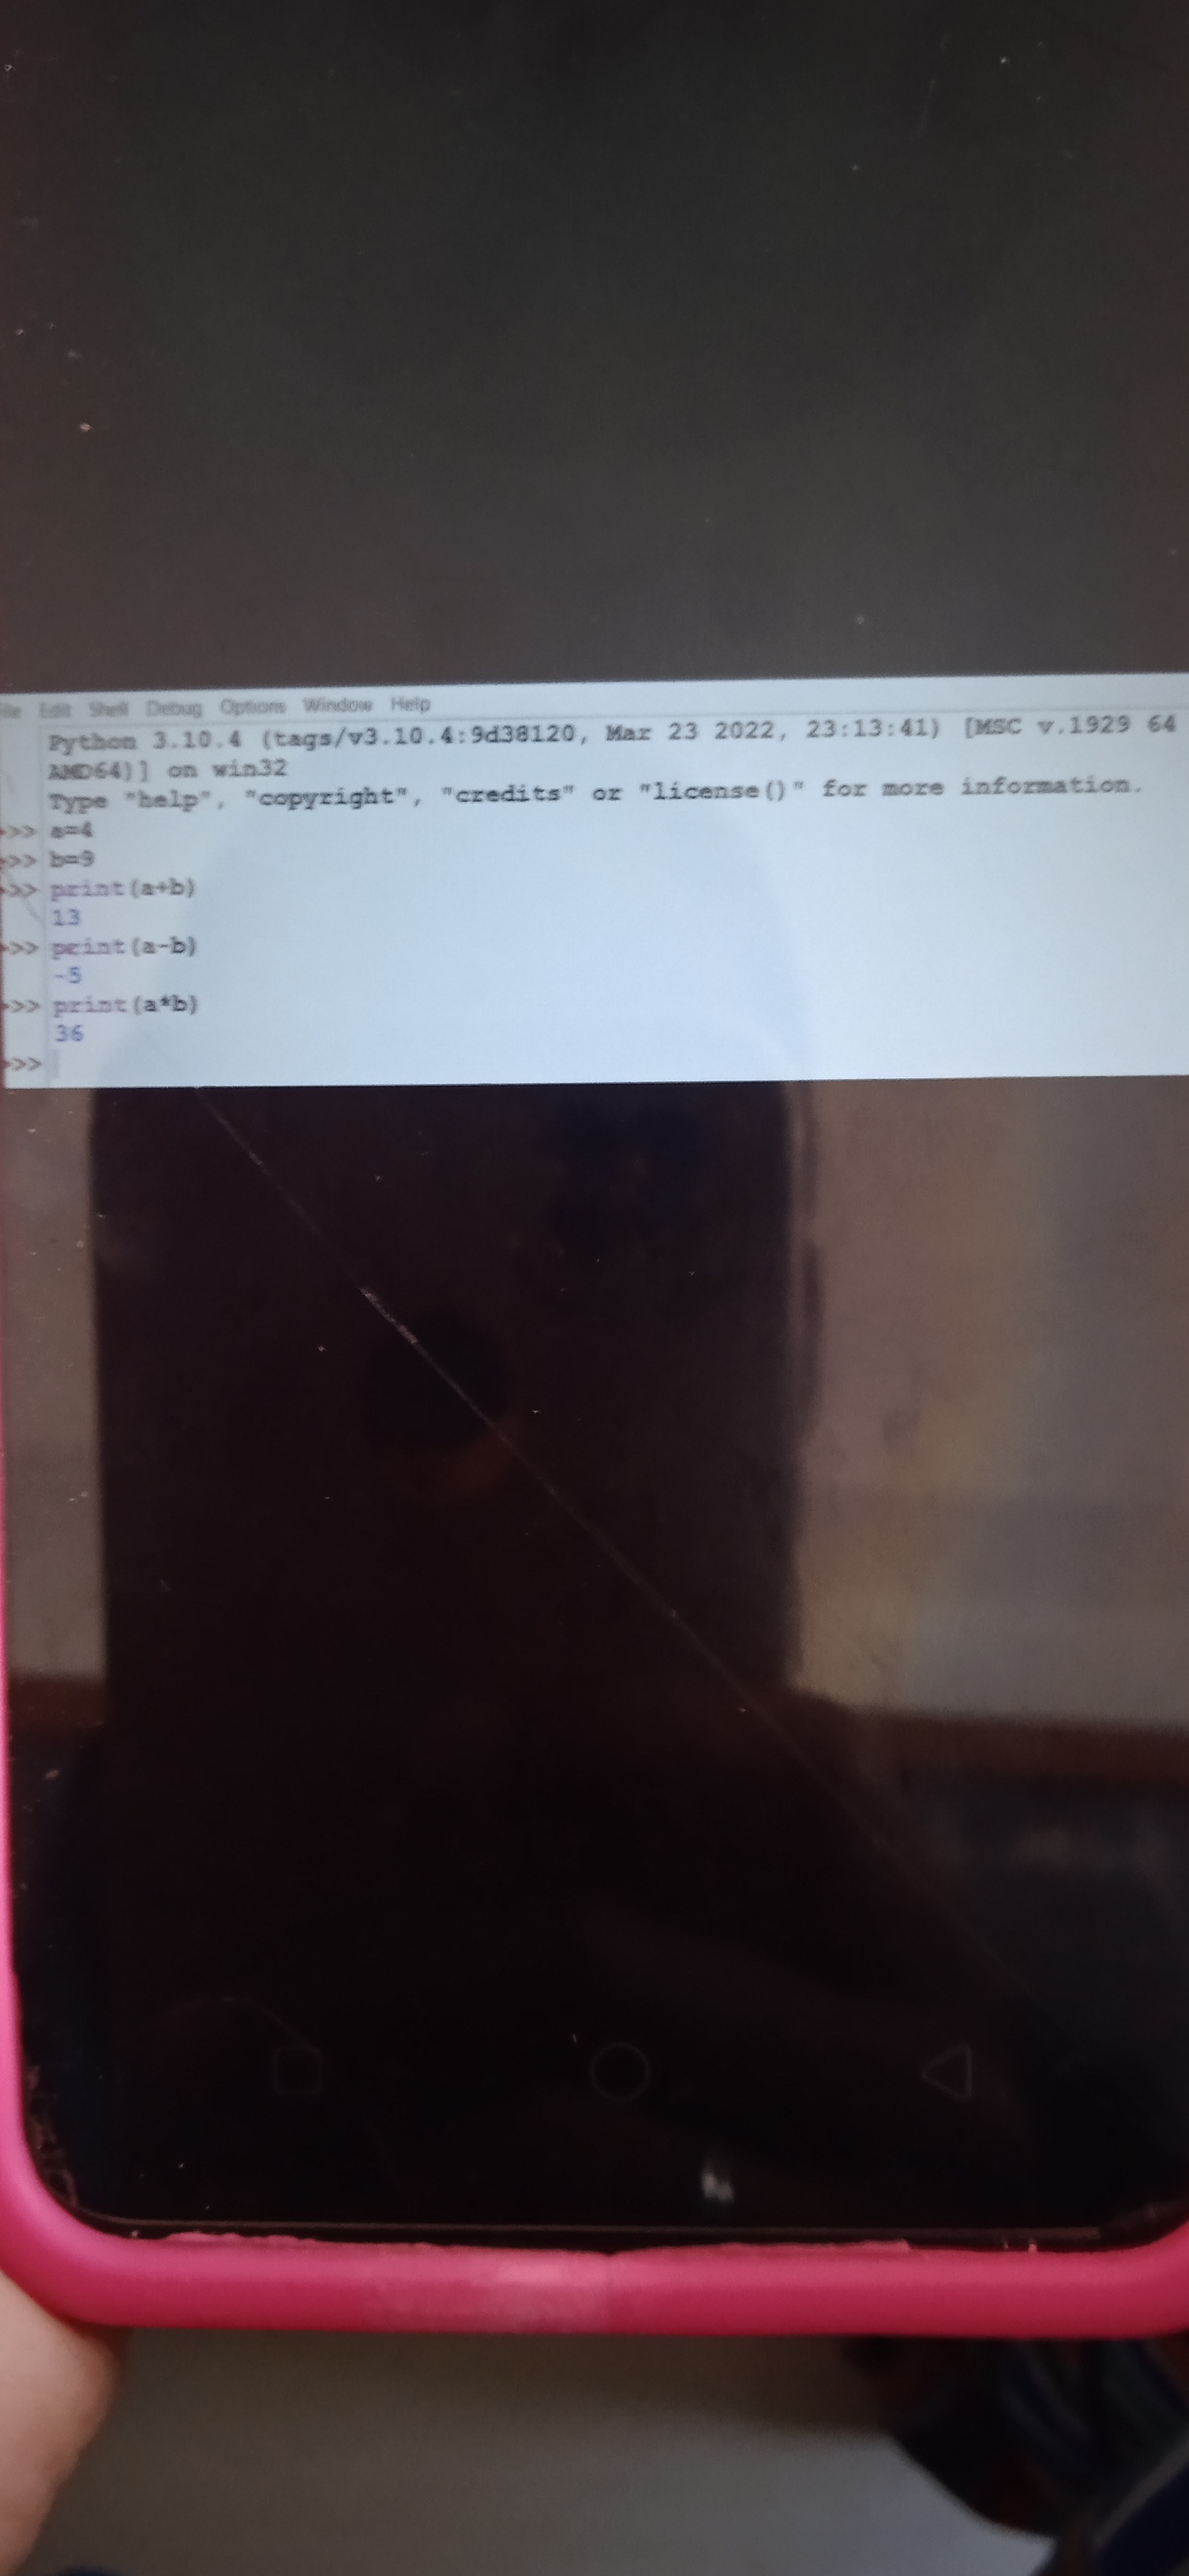 File Edit Shell Debug Options Window Help
Python 3.10.4 (tags/v3.10.4:9d38120, Mar 23 2022, 23:13:41) [MSC v.1929 64
AMD64)] on win32
Type "help", "copyright", "credits" or "license()" for more information.
>>> a=4
>>> b=9
>>> print(a+b)
13
>>> print(a-b)
-5
>>> print(a*b)
36
>>>